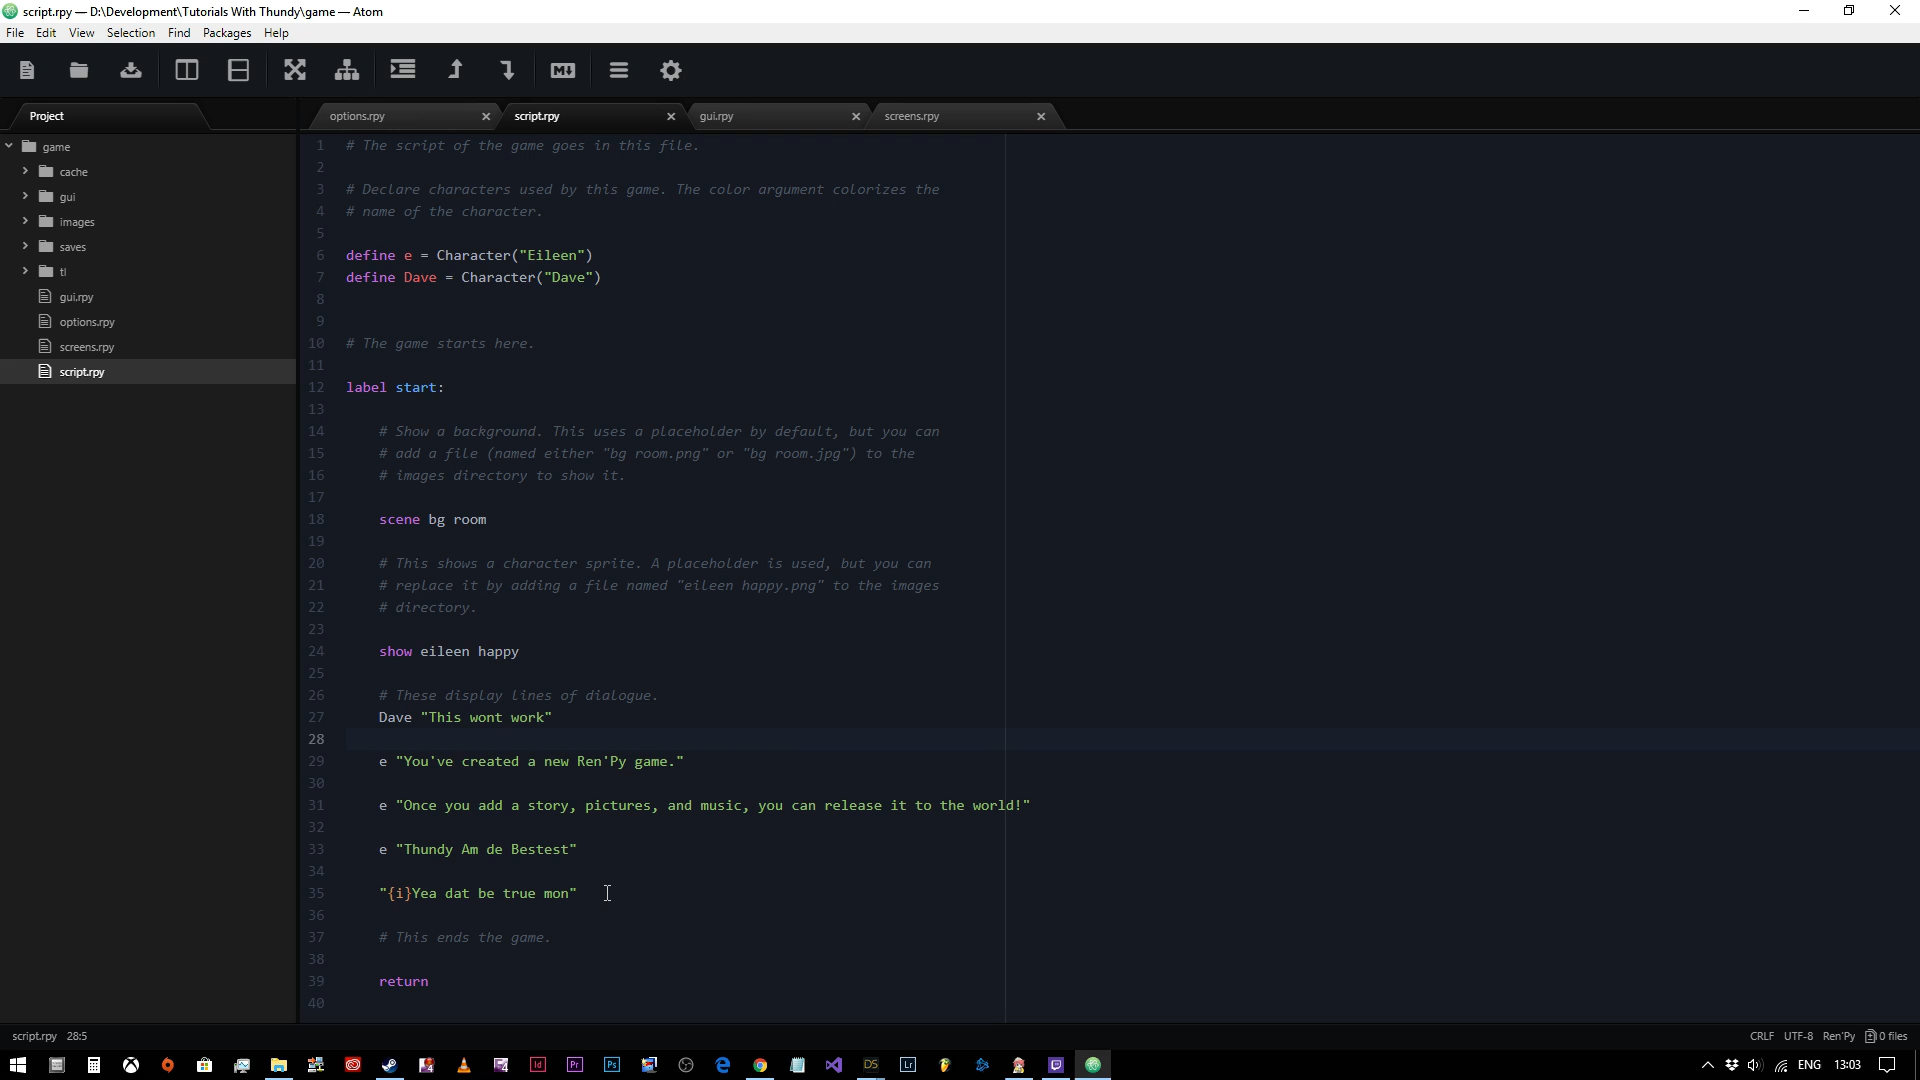 script.rpy — D:\Development\Tutorials With Thundy\game — Atom
File Edit View Selection Find Packages Help
Project
options.rpy script.rpy gui.rpy screens.rpy
game
cache
gui
images
saves
tl
gui.rpy
options.rpy
screens.rpy
script.rpy
1 # The script of the game goes in this file.
2
3 # Declare characters used by this game. The color argument colorizes the
4 # name of the character.
5
6 define e = Character("Eileen")
7 define Dave = Character("Dave")
8
9
10 # The game starts here.
11
12 label start:
13
14 # Show a background. This uses a placeholder by default, but you can
15 # add a file (named either "bg room.png" or "bg room.jpg") to the
16 # images directory to show it.
17
18 scene bg room
19
20 # This shows a character sprite. A placeholder is used, but you can
21 # replace it by adding a file named "eileen happy.png" to the images
22 # directory.
23
24 show eileen happy
25
26 # These display lines of dialogue.
27 Dave "This wont work"
28
29 e "You've created a new Ren'Py game."
30
31 e "Once you add a story, pictures, and music, you can release it to the world!"
32
33 e "Thundy Am de Bestest"
34
35 "{i}Yea dat be true mon"
36
37 # This ends the game.
38
39 return
40
script.rpy 28:5
CRLF UTF-8 Ren'Py 0 files
Id Pr Ps DS Lr
ENG 13:03